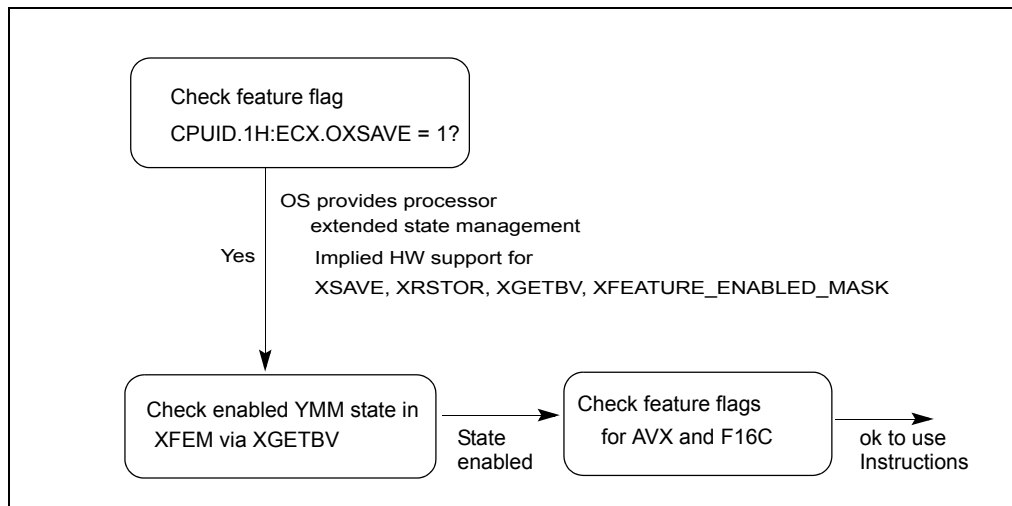 Check feature flag
CPUID.1H:ECX.OXSAVE = 1?
OS provides processor
extended state management
Yes
Implied HW support for
XSAVE, XRSTOR, XGETBV, XFEATURE_ENABLED_MASK
Check enabled YMM state in
XFEM via XGETBV
State
enabled
Check feature flags
for AVX and F16C
ok to use
Instructions